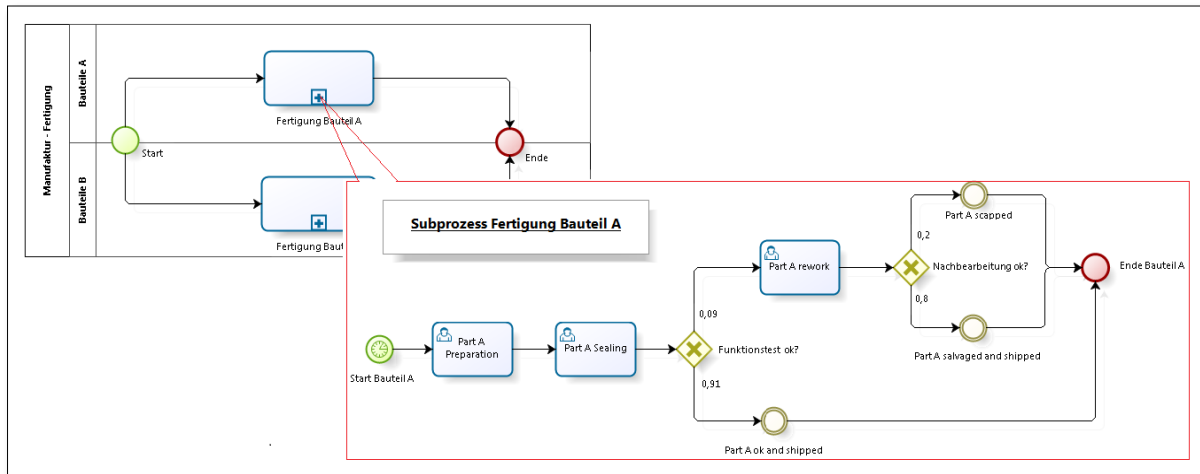 Manufaktur - Fertigung
Bauteile A
Bauteile B
Start
Fertigung Bauteil A
Fertigung Bauteil
Ende
Subprozess Fertigung Bauteil A
Start Bauteil A
Part A
Preparation
Part A Sealing
Funktionstest ok?
0,09
0,91
Part A rework
Nachbearbeitung ok?
0,2
0,8
Part A scapped
Part A salvaged and shipped
Part A ok and shipped
Ende Bauteil A